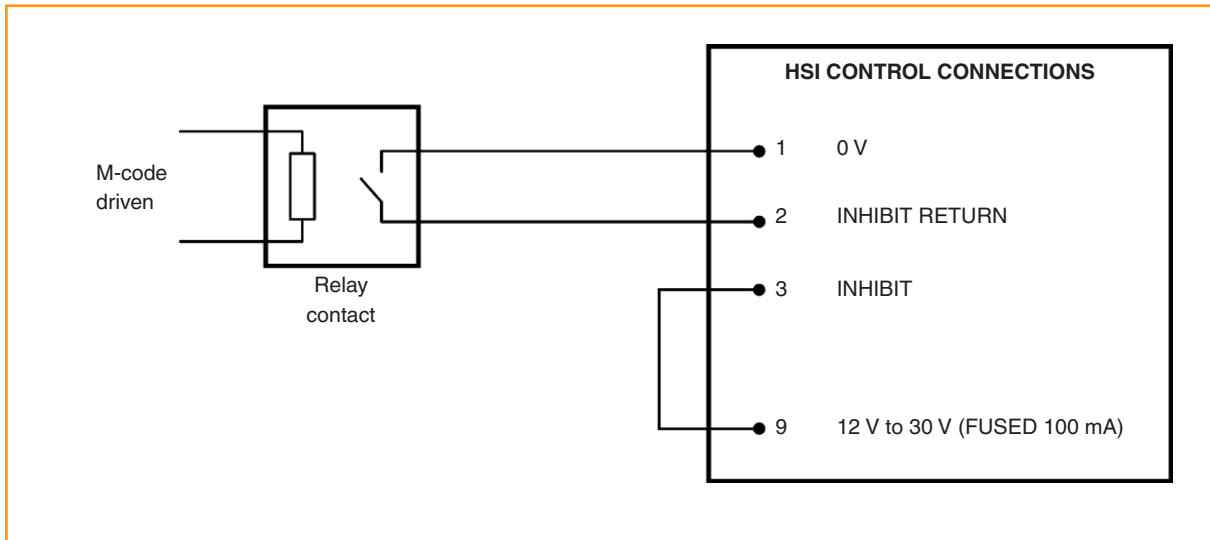 HSI CONTROL CONNECTIONS
M-code
driven
Relay
contact
1 0 V
2 INHIBIT RETURN
3 INHIBIT
9 12 V to 30 V (FUSED 100 mA)